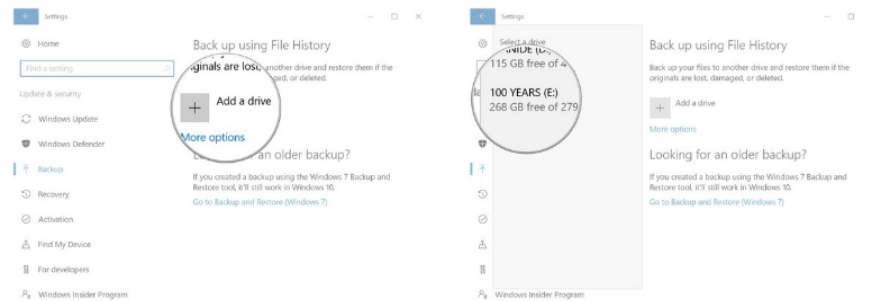 Settings
Home
Find a setting
Update & security
Windows Update
Windows Defender
Backup
Recovery
Activation
Find My Device
For developers
Windows Insider Program
Back up using File History
iginals are lost, another drive and restore them if the
ged, or deleted.
Add a drive
More options
an older backup?
If you created a backup using the Windows 7 Backup and
Restore tool, it'll still work in Windows 10.
Go to Backup and Restore (Windows 7)
Settings
Select a drive
NIDE (D:)
115 GB free of 4
100 YEARS (E:)
268 GB free of 279
Windows Insider Program
Back up using File History
Back up your files to another drive and restore them if the
originals are lost, damaged, or deleted.
Add a drive
More options
Looking for an older backup?
If you created a backup using the Windows 7 Backup and
Restore tool, it'll still work in Windows 10.
Go to Backup and Restore (Windows 7)